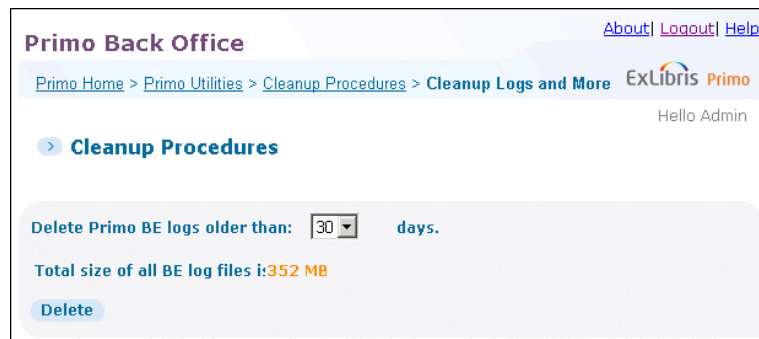 About| Logout| Help
Primo Back Office
Primo Home > Primo Utilities > Cleanup Procedures > Cleanup Logs and More
ExLibris Primo
Hello Admin
Cleanup Procedures
Delete Primo BE logs older than: 30 days.
Total size of all BE log files i:352 MB
Delete